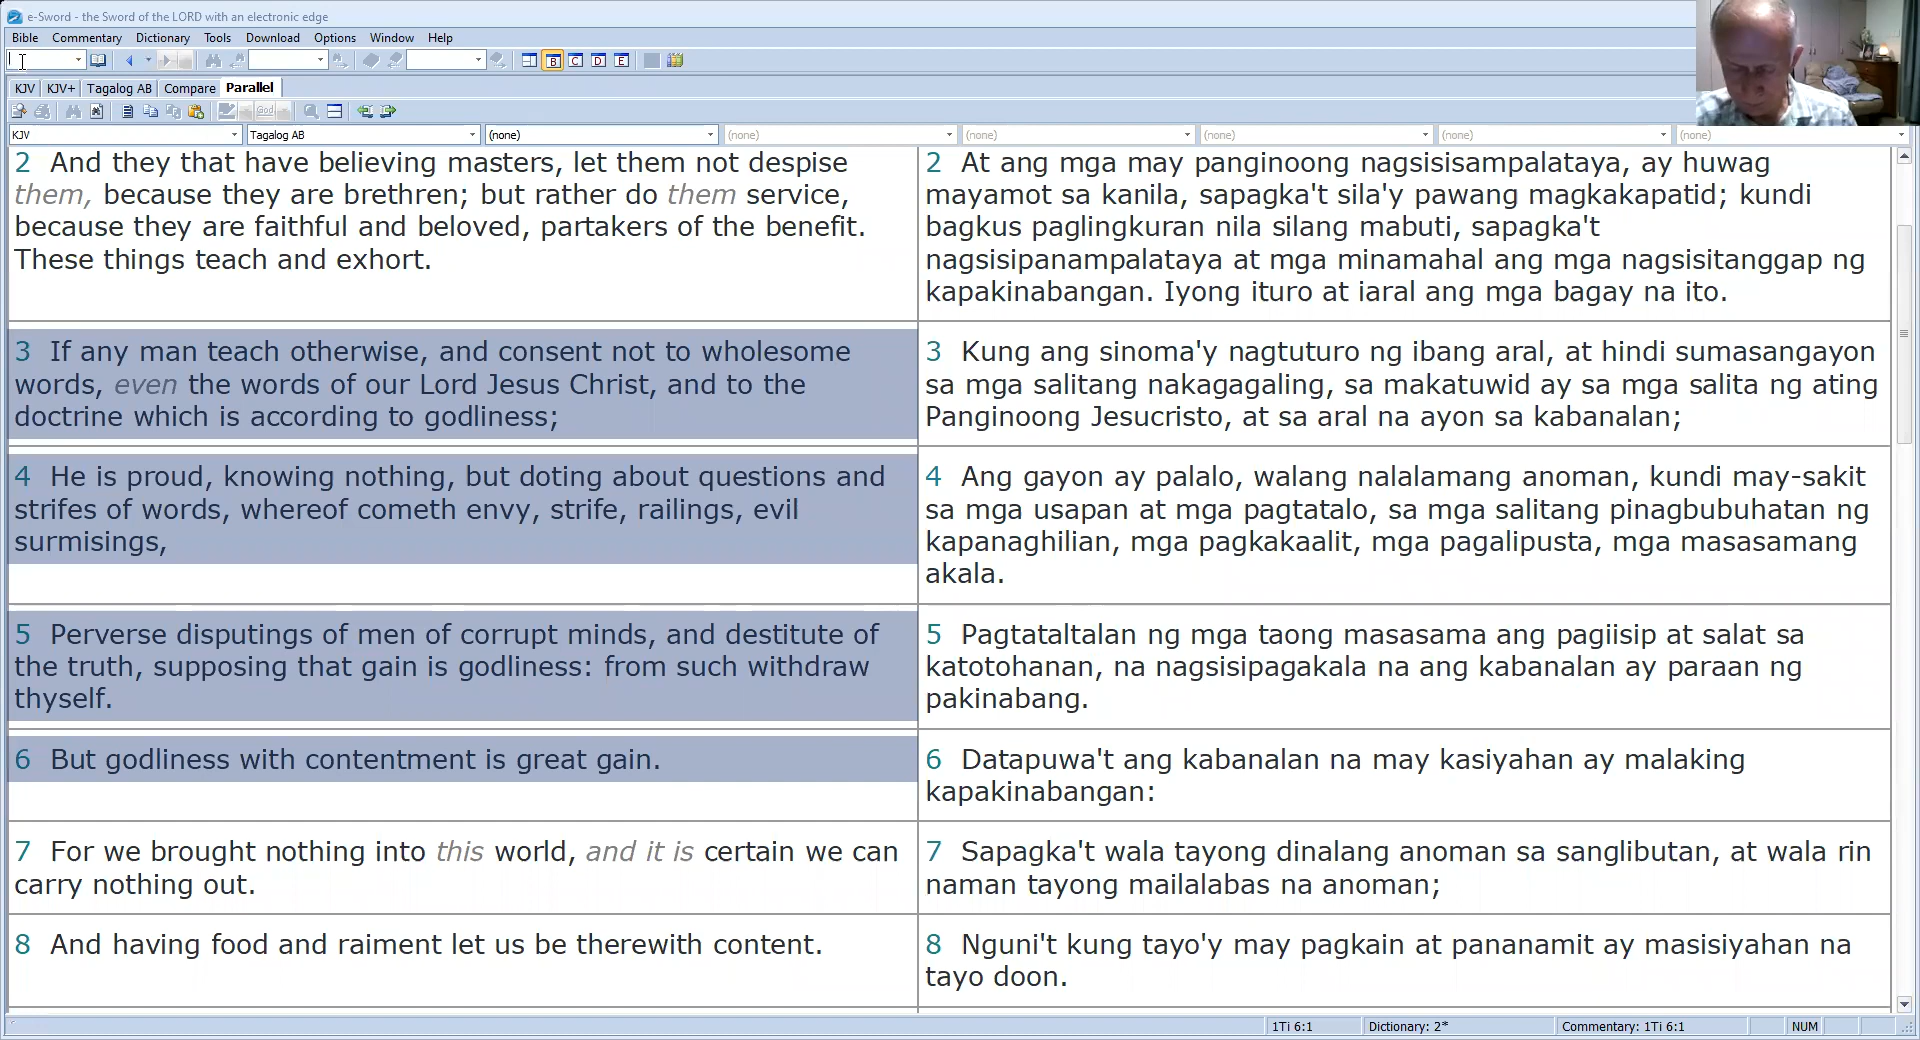 e-Sword - the Sword of the LORD with an electronic edge
Bible Commentary Dictionary Tools Download Options Window Help
B C D E
KJV KJV+ Tagalog AB Compare Parallel
God
KJV Tagalog AB (none) (none) (none) (none) (none) (none)
2 And they that have believing masters, let them not despise
them, because they are brethren; but rather do them service,
because they are faithful and beloved, partakers of the benefit.
These things teach and exhort.
2 At ang mga may panginoong nagsisisampalataya, ay huwag
mayamot sa kanila, sapagka't sila'y pawang magkakapatid; kundi
bagkus paglingkuran nila silang mabuti, sapagka't
nagsisipanampalataya at mga minamahal ang mga nagsisitanggap ng
kapakinabangan. Iyong ituro at iaral ang mga bagay na ito.
3 If any man teach otherwise, and consent not to wholesome
words, even the words of our Lord Jesus Christ, and to the
doctrine which is according to godliness;
3 Kung ang sinoma'y nagtuturo ng ibang aral, at hindi sumasangayon
sa mga salitang nakagagaling, sa makatuwid ay sa mga salita ng ating
Panginoong Jesucristo, at sa aral na ayon sa kabanalan;
4 He is proud, knowing nothing, but doting about questions and
strifes of words, whereof cometh envy, strife, railings, evil
surmisings,
4 Ang gayon ay palalo, walang nalalamang anoman, kundi may-sakit
sa mga usapan at mga pagtatalo, sa mga salitang pinagbubuhatan ng
kapanaghilian, mga pagkakaalit, mga pagalipusta, mga masasamang
akala.
5 Perverse disputings of men of corrupt minds, and destitute of
the truth, supposing that gain is godliness: from such withdraw
thyself.
5 Pagtataltalan ng mga taong masasama ang pagiisip at salat sa
katotohanan, na nagsisipagakala na ang kabanalan ay paraan ng
pakinabang.
6 But godliness with contentment is great gain.
6 Datapuwa't ang kabanalan na may kasiyahan ay malaking
kapakinabangan:
7 For we brought nothing into this world, and it is certain we can
carry nothing out.
7 Sapagka't wala tayong dinalang anoman sa sanglibutan, at wala rin
naman tayong mailalabas na anoman;
8 And having food and raiment let us be therewith content.
8 Nguni't kung tayo'y may pagkain at pananamit ay masisiyahan na
tayo doon.
1Ti 6:1 Dictionary: 2* Commentary: 1Ti 6:1 NUM